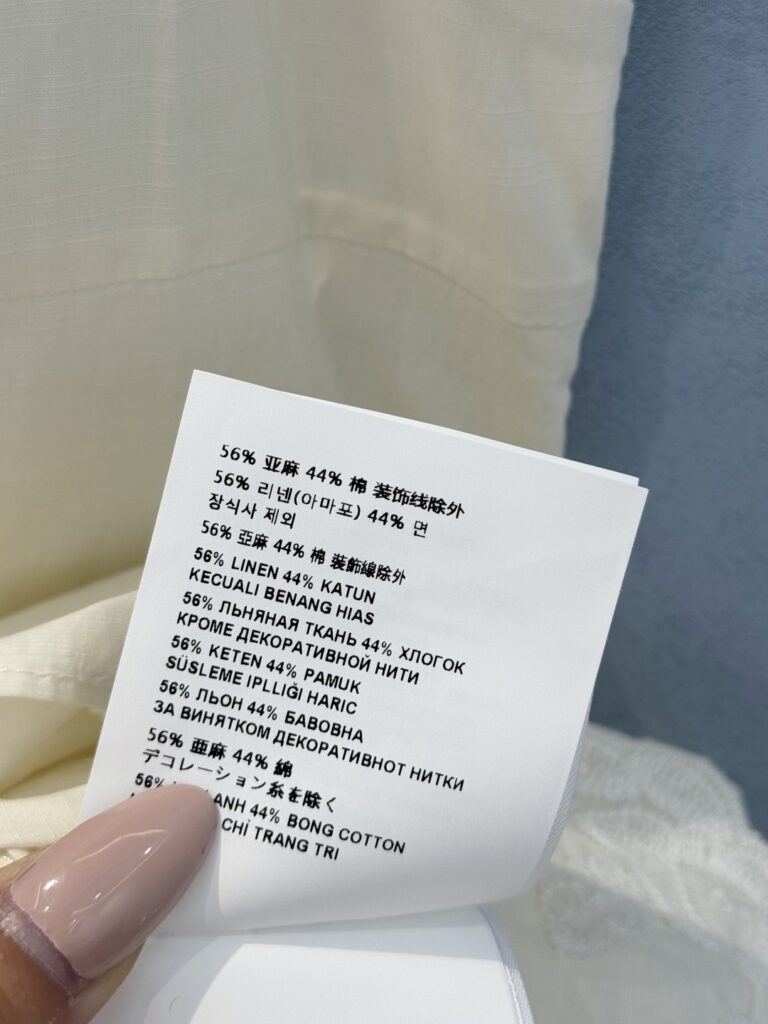 56% 亚麻 44% 棉 装饰线除外
56% 리넨(아마포) 44% 면
장식사 제외
56% 亞麻 44% 棉 裝飾線除外
56% LINEN 44% KATUN
KECUALI BENANG HIAS
56% ЛЬНЯНАЯ ТКАНЬ 44% ХЛОГОК
КРОМЕ ДЕКОРАТИВНОЙ НИТИ
56% KETEN 44% PAMUK
SÜSLEME IPLLIĞI HARIC
56% ЛЬОН 44% БАВОВНА
ЗА ВИНЯТКОМ ДЕКОРАТИВНОТ НИТКИ
56% 亜麻 44% 綿
デコレーション糸を除く
56% ANH 44% BONG COTTON
CHỈ TRANG TRI